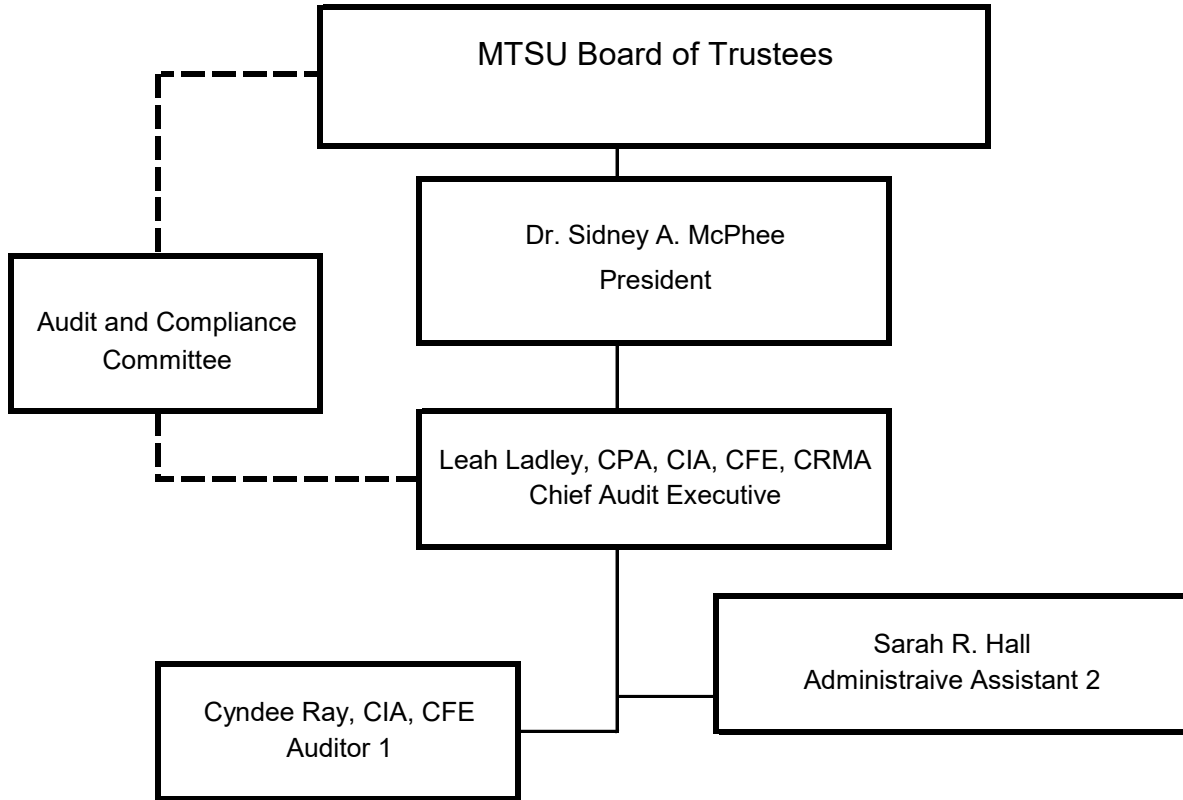 MTSU Board of Trustees
Dr. Sidney A. McPhee
President
Audit and Compliance
Committee
Leah Ladley, CPA, CIA, CFE, CRMA
Chief Audit Executive
Sarah R. Hall
Administraive Assistant 2
Cyndee Ray, CIA, CFE
Auditor 1